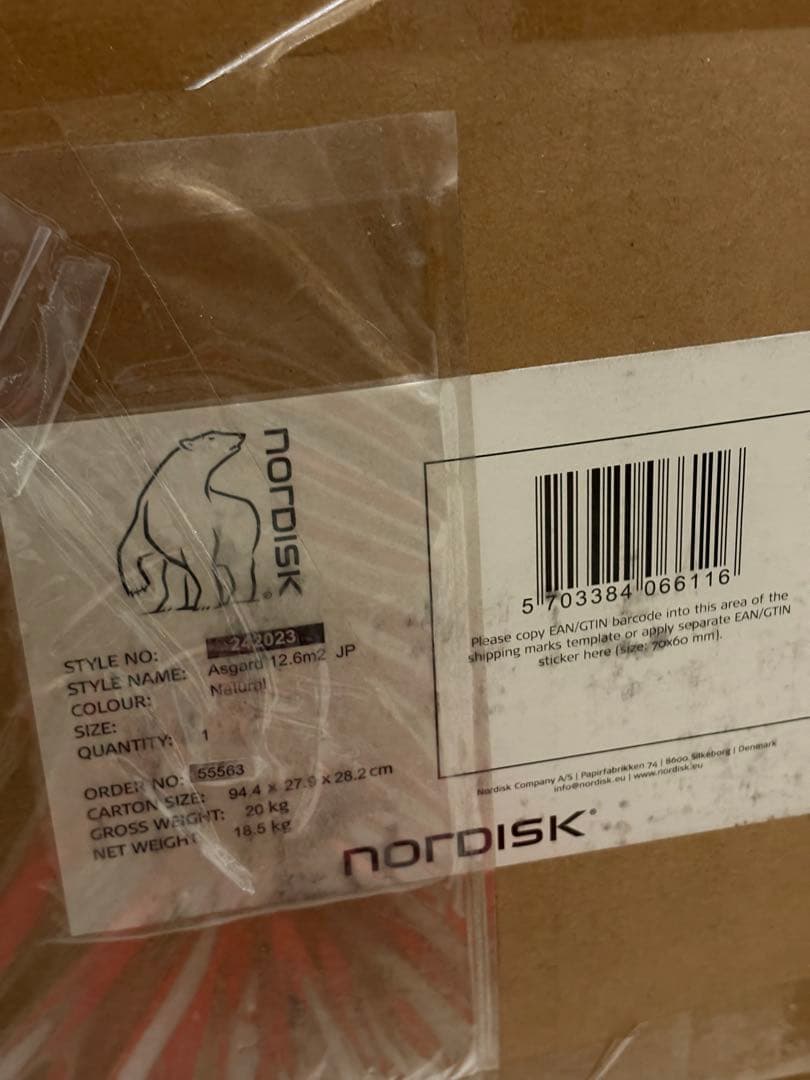 NORDISK
STYLE NO: 242023
STYLE NAME: Asgard 12.6m2 JP
COLOUR: Natural
SIZE:
QUANTITY: 1
ORDER NO: 55563
CARTON SIZE: 94.4 x 27.9 x 28.2 cm
GROSS WEIGHT: 20 kg
NET WEIGHT 18.5 kg
5 703384 066116
Please copy EAN/GTIN barcode into this area of the
shipping marks template or apply separate EAN/GTIN
sticker here (size: 70x60 mm).
Nordisk Company A/S | Papirfabrikken 74 | 8600 Silkeborg | Denmark
info@nordisk.eu | www.nordisk.eu
NORDISK®